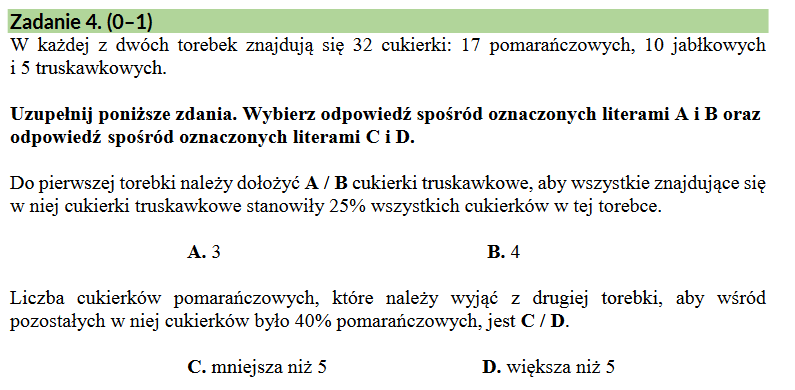 Zadanie 4. (0–1)
W każdej z dwóch torebek znajdują się 32 cukierki: 17 pomarańczowych, 10 jabłkowych
i 5 truskawkowych.
Uzupełnij poniższe zdania. Wybierz odpowiedź spośród oznaczonych literami A i B oraz
odpowiedź spośród oznaczonych literami C i D.
Do pierwszej torebki należy dołożyć A / B cukierki truskawkowe, aby wszystkie znajdujące się
w niej cukierki truskawkowe stanowiły 25% wszystkich cukierków w tej torebce.
A. 3 B. 4
Liczba cukierków pomarańczowych, które należy wyjąć z drugiej torebki, aby wśród
pozostałych w niej cukierków było 40% pomarańczowych, jest C / D.
C. mniejsza niż 5 D. większa niż 5